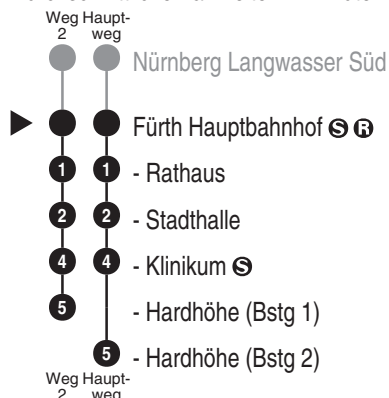 Weg Haupt-
2 weg
Nürnberg Langwasser Süd
Fürth Hauptbahnhof S R
1 1 - Rathaus
2 2 - Stadthalle
4 4 - Klinikum S
5 - Hardhöhe (Bstg 1)
5 - Hardhöhe (Bstg 2)
Weg Haupt-
2 weg